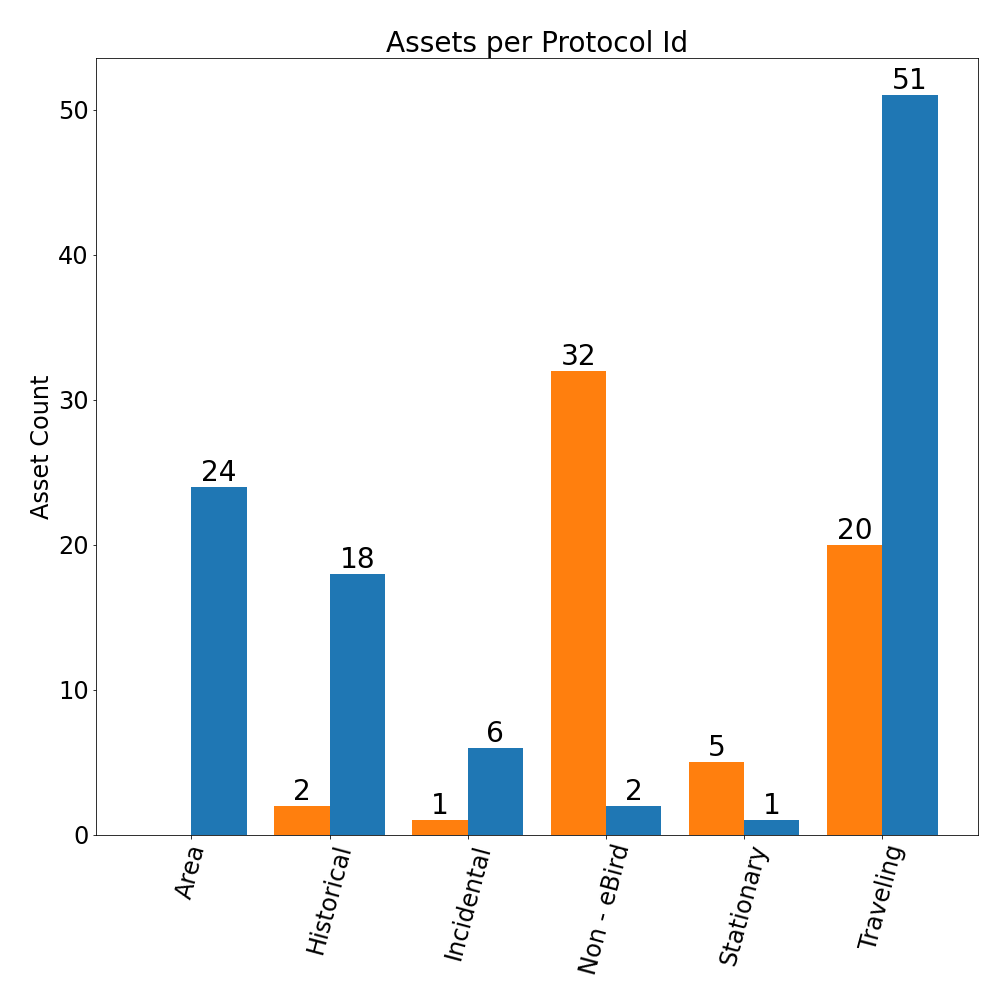 Assets per Protocol Id
Asset Count
50
40
30
20
10
0
24
2
18
1
6
32
2
5
1
20
51
Area
Historical
Incidental
Non - eBird
Stationary
Traveling